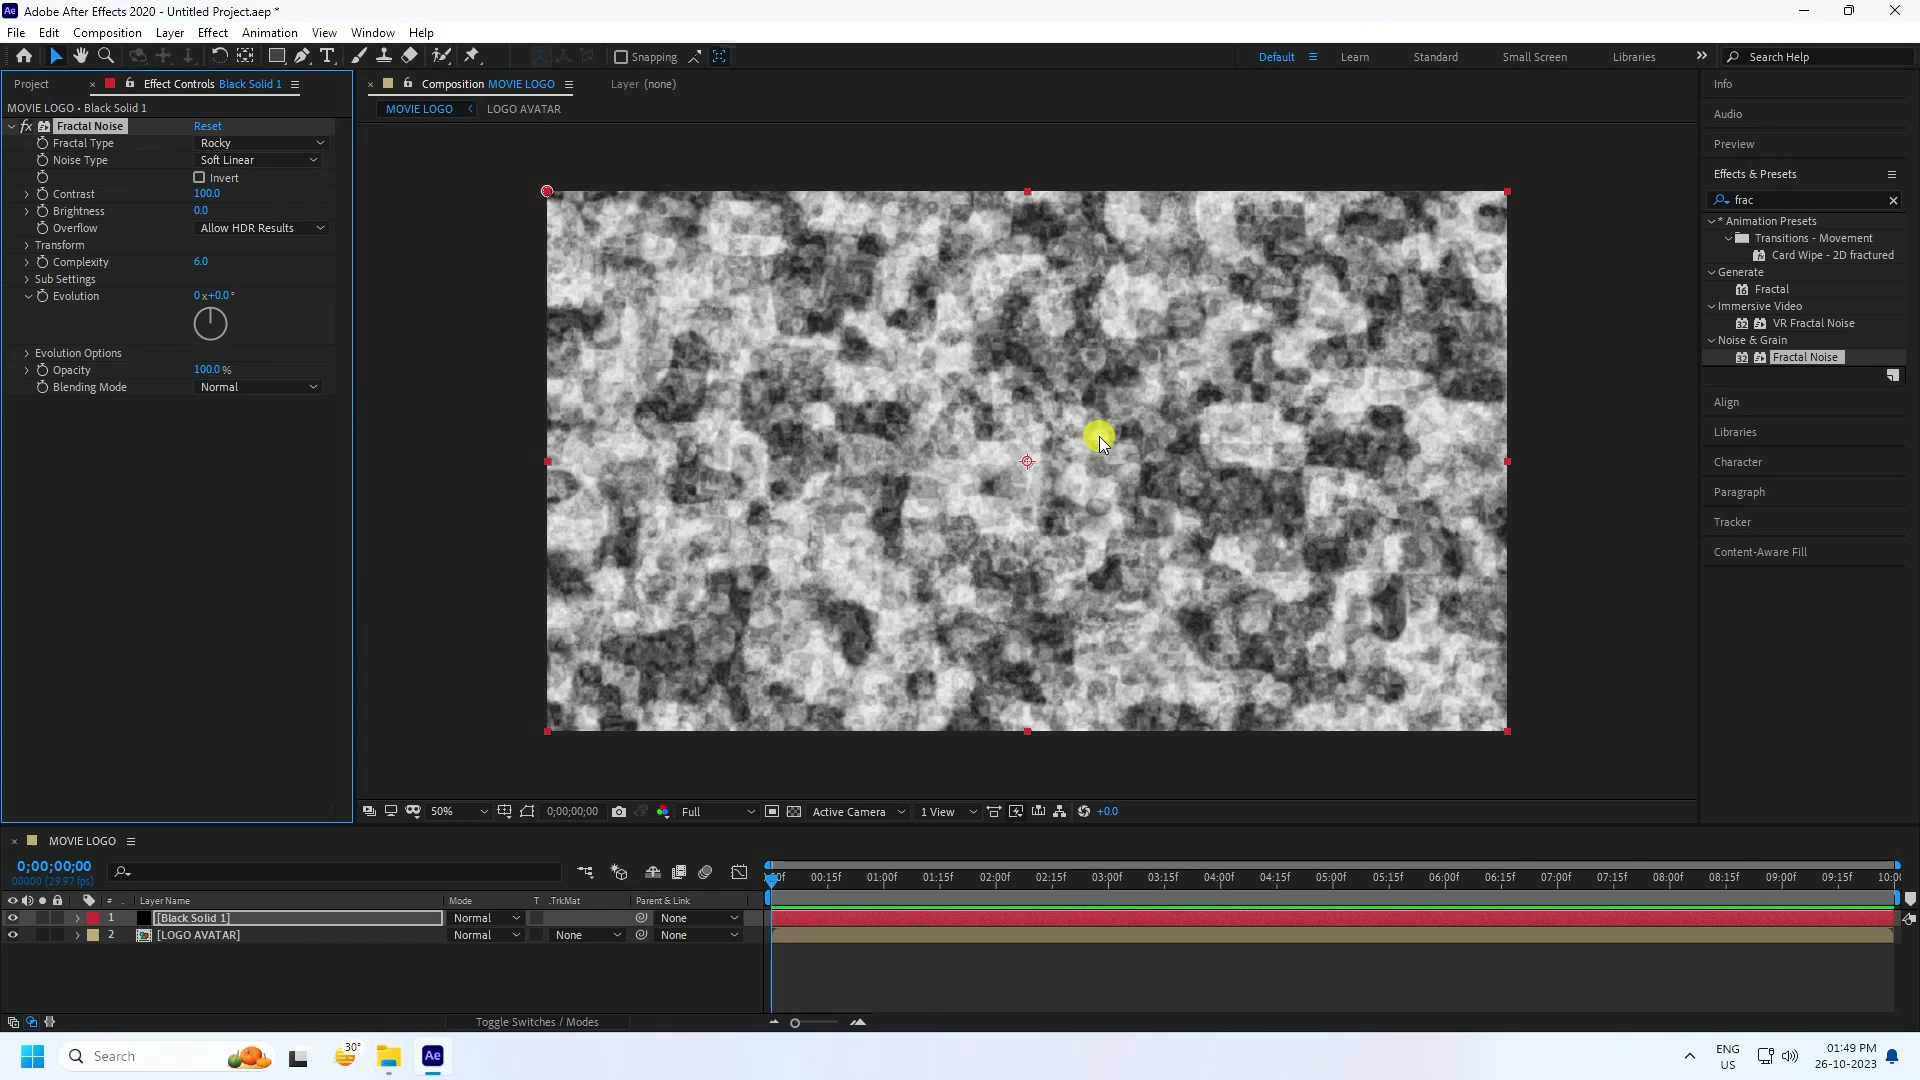 Adobe After Effects 2020 - Untitled Project.aep *
File Edit Composition Layer Effect Animation View Window Help
Snapping
Default Learn Standard Small Screen Libraries Search Help
Project Effect Controls Black Solid 1
Composition MOVIE LOGO Layer (none)
MOVIE LOGO • Black Solid 1
MOVIE LOGO LOGO AVATAR
fx Fractal Noise Reset
Fractal Type Rocky
Noise Type Soft Linear
Invert
Contrast 100.0
Brightness 0.0
Overflow Allow HDR Results
Transform
Complexity 6.0
Sub Settings
Evolution 0x+0.0°
Evolution Options
Opacity 100.0 %
Blending Mode Normal
Info
Audio
Preview
Effects & Presets
frac
* Animation Presets
Transitions - Movement
Card Wipe - 2D fractured
Generate
16 Fractal
Immersive Video
32 VR Fractal Noise
Noise & Grain
32 Fractal Noise
Align
Libraries
Character
Paragraph
Tracker
Content-Aware Fill
50% 0;00;00;00 Full Active Camera 1 View +0.0
MOVIE LOGO
0;00;00;00
00000 (29.97 fps)
00:15f 01:00f 01:15f 02:00f 02:15f 03:00f 03:15f 04:00f 04:15f 05:00f 05:15f 06:00f 06:15f 07:00f 07:15f 08:00f 08:15f 09:00f 09:15f
# Layer Name Mode T .TrkMat Parent & Link
1 [Black Solid 1] Normal None
2 [LOGO AVATAR] Normal None None
Toggle Switches / Modes
Search
30°
Ae
ENG
US
01:49 PM
26-10-2023